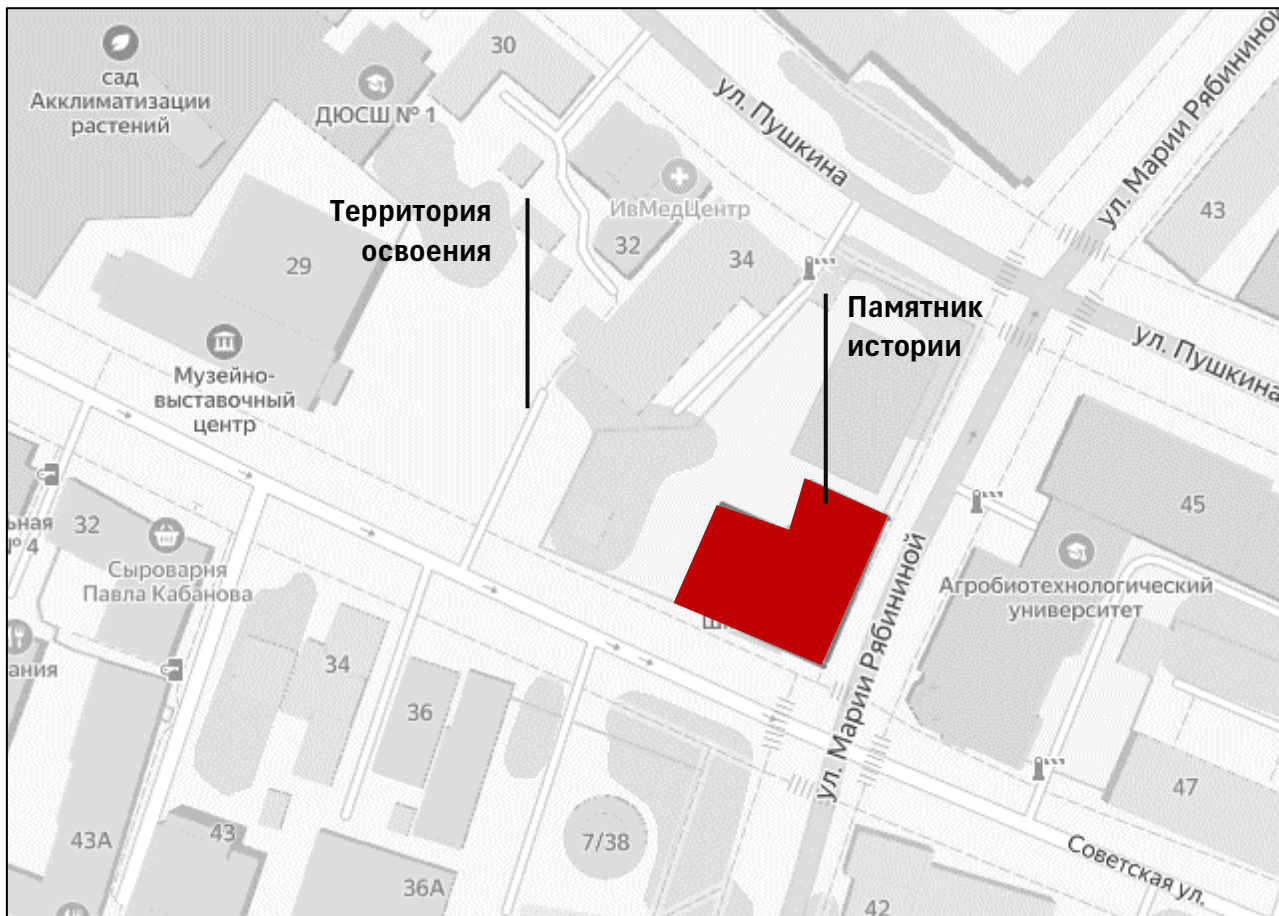 30
сад
Акклиматизации
растений
ДЮСШ № 1
ул. Пушкина
ул. Марии Рябининой
ИвМедЦентр
43
Территория
освоения
29
32
34
Памятник
истории
ул. Пушкина
Музейно-
выставочный
центр
45
32
№ 4
Сыроварня
Павла Кабанова
Агробиотехнологический
университет
34
36
ул. Марии Рябининой
47
43А
43
7/38
Советская ул.
36А
42